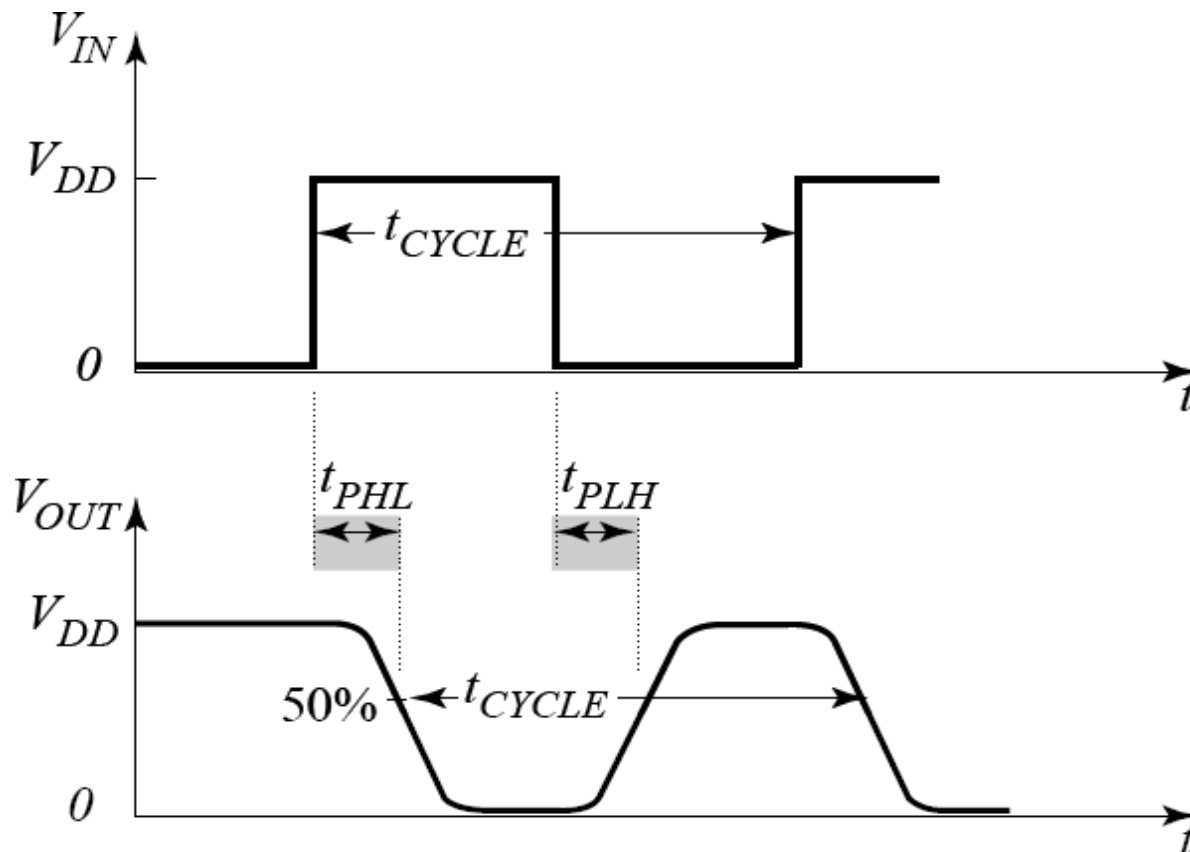 V_IN
V_DD
t_CYCLE
0
t
t_PHL t_PLH
V_OUT
V_DD
50% t_CYCLE
0
t